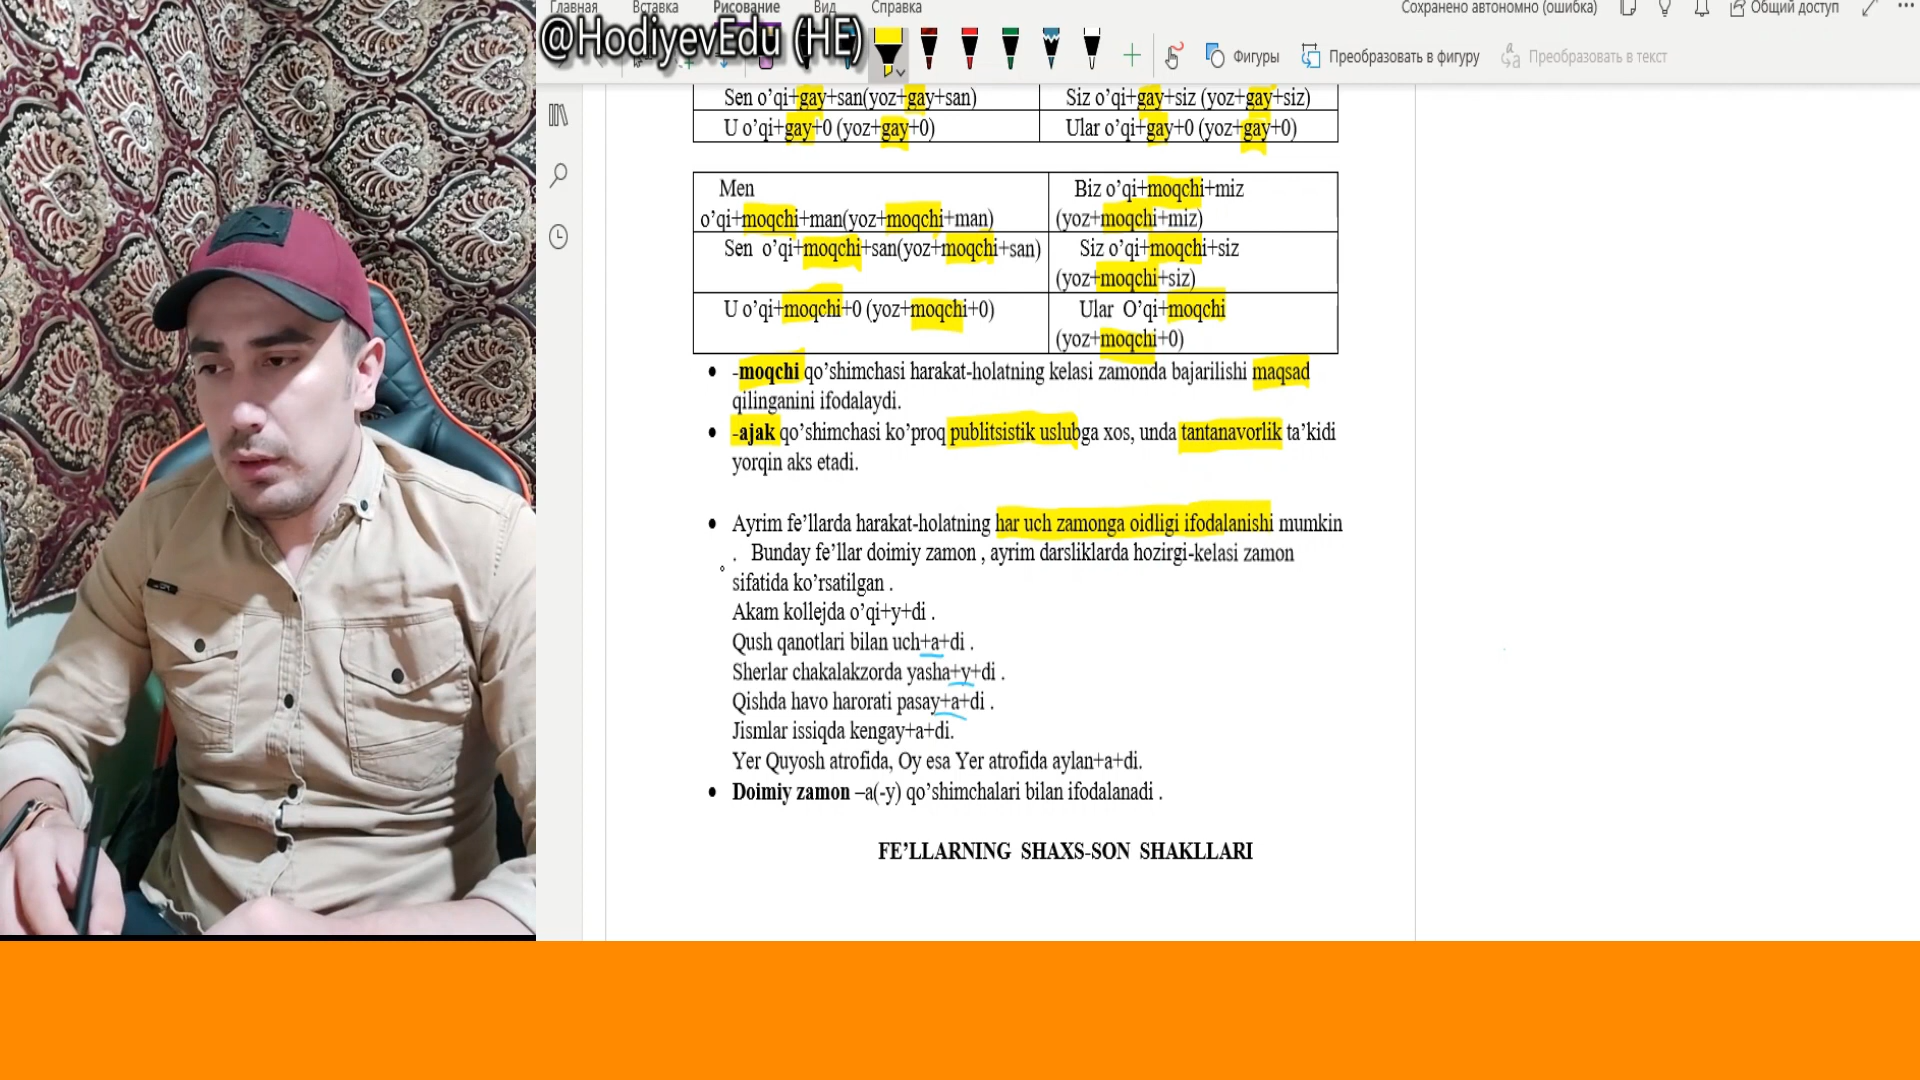 Главная Вставка Рисование Вид Справка Сохранено автономно (ошибка) Общий доступ
@HodiyevEdu (HE) Фигуры Преобразовать в фигуру Преобразовать в текст
Sen o’qi+gay+san(yoz+gay+san) Siz o’qi+gay+siz (yoz+gay+siz)
U o’qi+gay+0 (yoz+gay+0) Ular o’qi+gay+0 (yoz+gay+0)
Men Biz o’qi+moqchi+miz
o’qi+moqchi+man(yoz+moqchi+man) (yoz+moqchi+miz)
Sen o’qi+moqchi+san(yoz+moqchi+san) Siz o’qi+moqchi+siz
(yoz+moqchi+siz)
U o’qi+moqchi+0 (yoz+moqchi+0) Ular O’qi+moqchi
(yoz+moqchi+0)
• -moqchi qo’shimchasi harakat-holatning kelasi zamonda bajarilishi maqsad
qilinganini ifodalaydi.
• -ajak qo’shimchasi ko’proq publitsistik uslubga xos, unda tantanavorlik ta’kidi
yorqin aks etadi.
• Ayrim fe’llarda harakat-holatning har uch zamonga oidligi ifodalanishi mumkin
. Bunday fe’llar doimiy zamon , ayrim darsliklarda hozirgi-kelasi zamon
sifatida ko’rsatilgan .
Akam kollejda o’qi+y+di .
Qush qanotlari bilan uch+a+di .
Sherlar chakalakzorda yasha+y+di .
Qishda havo harorati pasay+a+di .
Jismlar issiqda kengay+a+di.
Yer Quyosh atrofida, Oy esa Yer atrofida aylan+a+di.
• Doimiy zamon –a(-y) qo’shimchalari bilan ifodalanadi .
FE’LLARNING SHAXS-SON SHAKLLARI